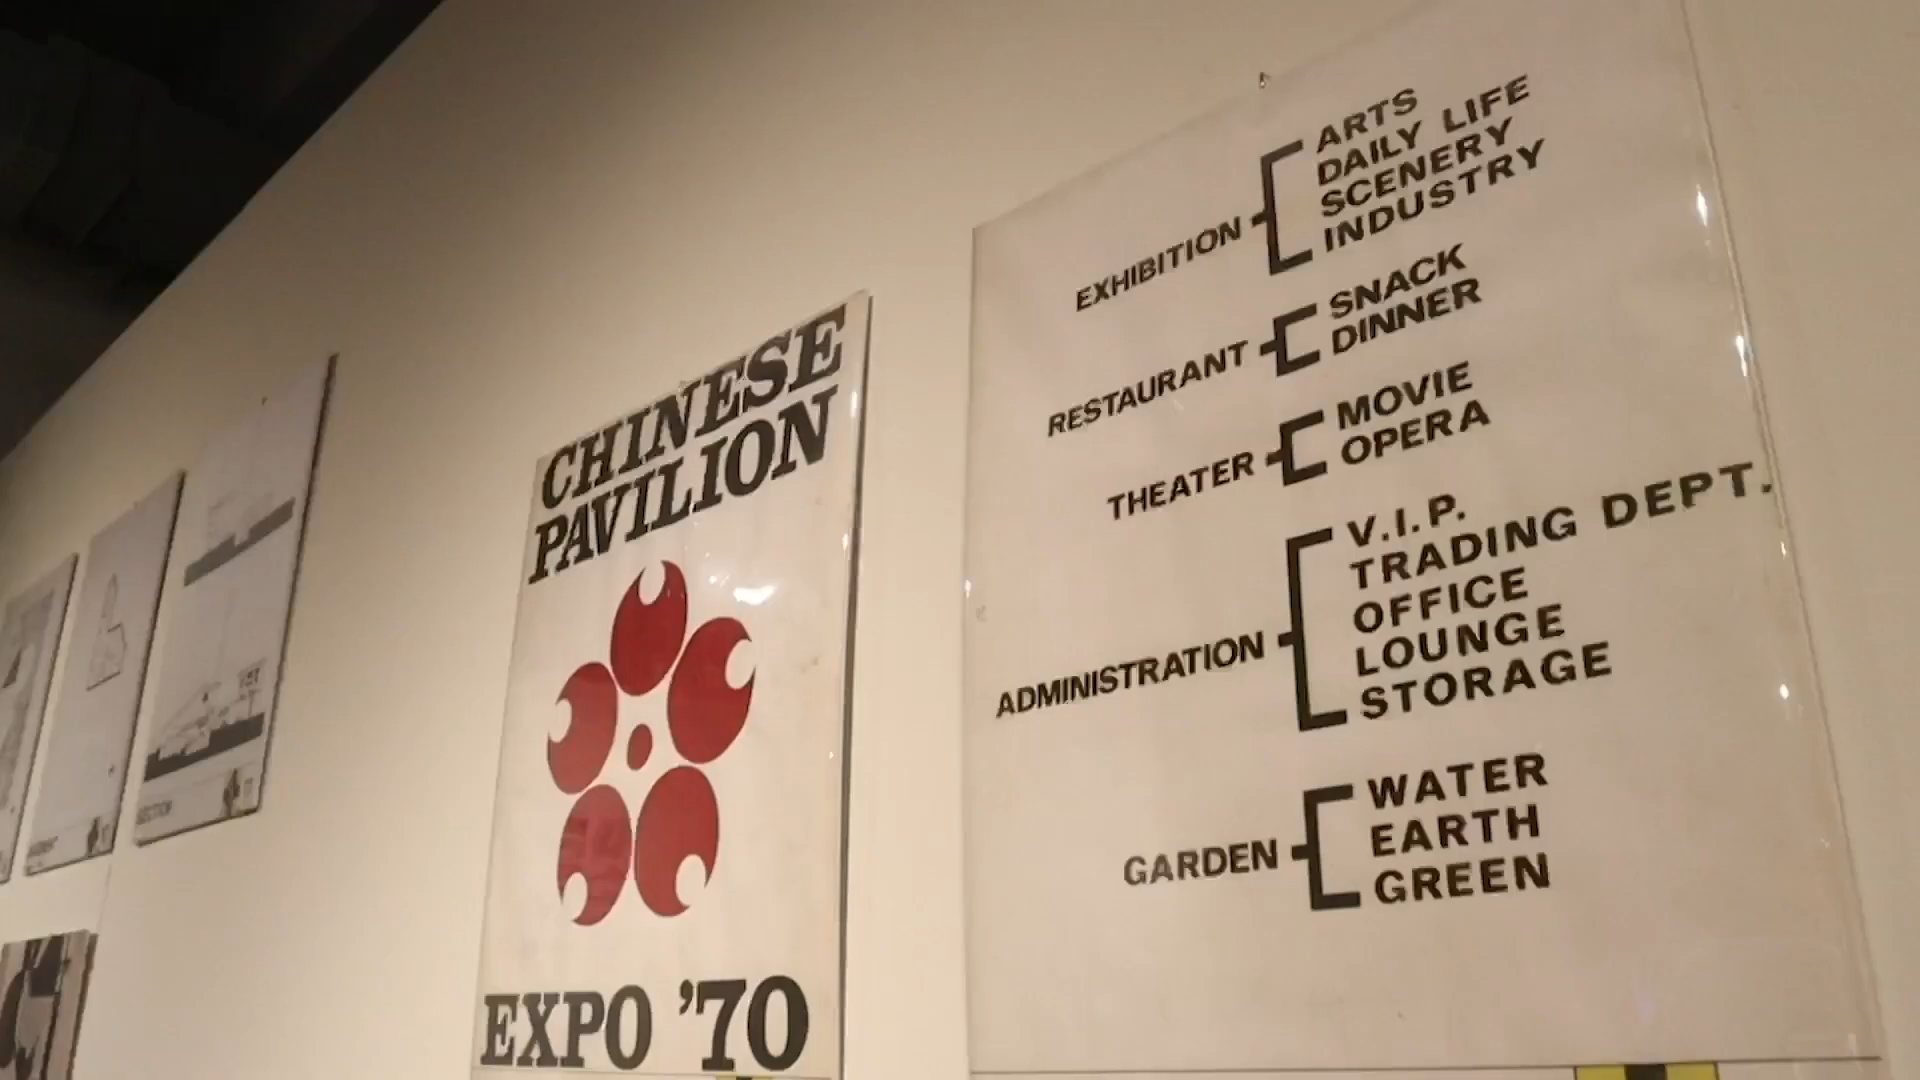 CHINESE
PAVILION
EXPO '70
EXHIBITION
ARTS
DAILY LIFE
SCENERY
INDUSTRY
RESTAURANT
SNACK
DINNER
THEATER
MOVIE
OPERA
ADMINISTRATION
V.I.P.
TRADING DEPT.
OFFICE
LOUNGE
STORAGE
GARDEN
WATER
EARTH
GREEN